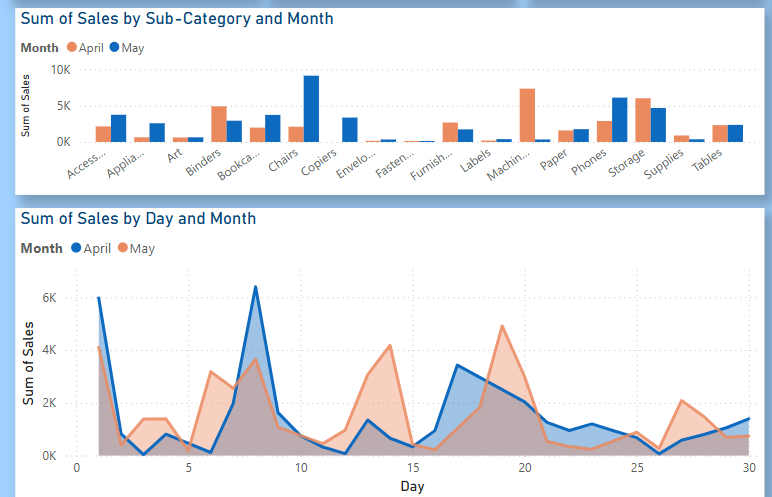 Sum of Sales by Sub-Category and Month
Month April May
Sum of Sales
10K
5K
0K
Access... Applia... Art Binders Bookca... Chairs Copiers Envelo... Fasten... Furnish... Labels Machin... Paper Phones Storage Supplies Tables
Sum of Sales by Day and Month
Month April May
Sum of Sales
6K
4K
2K
0K
0 5 10 15 20 25 30
Day